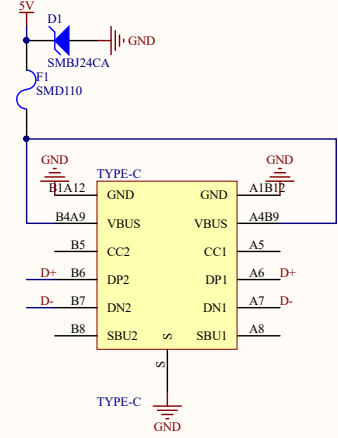 5V
D1
GND
SMBJ24CA
F1
SMD110
GND GND
TYPE-C
B1A12 GND GND A1B12
B4A9 VBUS VBUS A4B9
B5 CC2 CC1 A5
D+ B6 DP2 DP1 A6 D+
D- B7 DN2 DN1 A7 D-
B8 SBU2 SBU1 A8
S
S
TYPE-C
GND